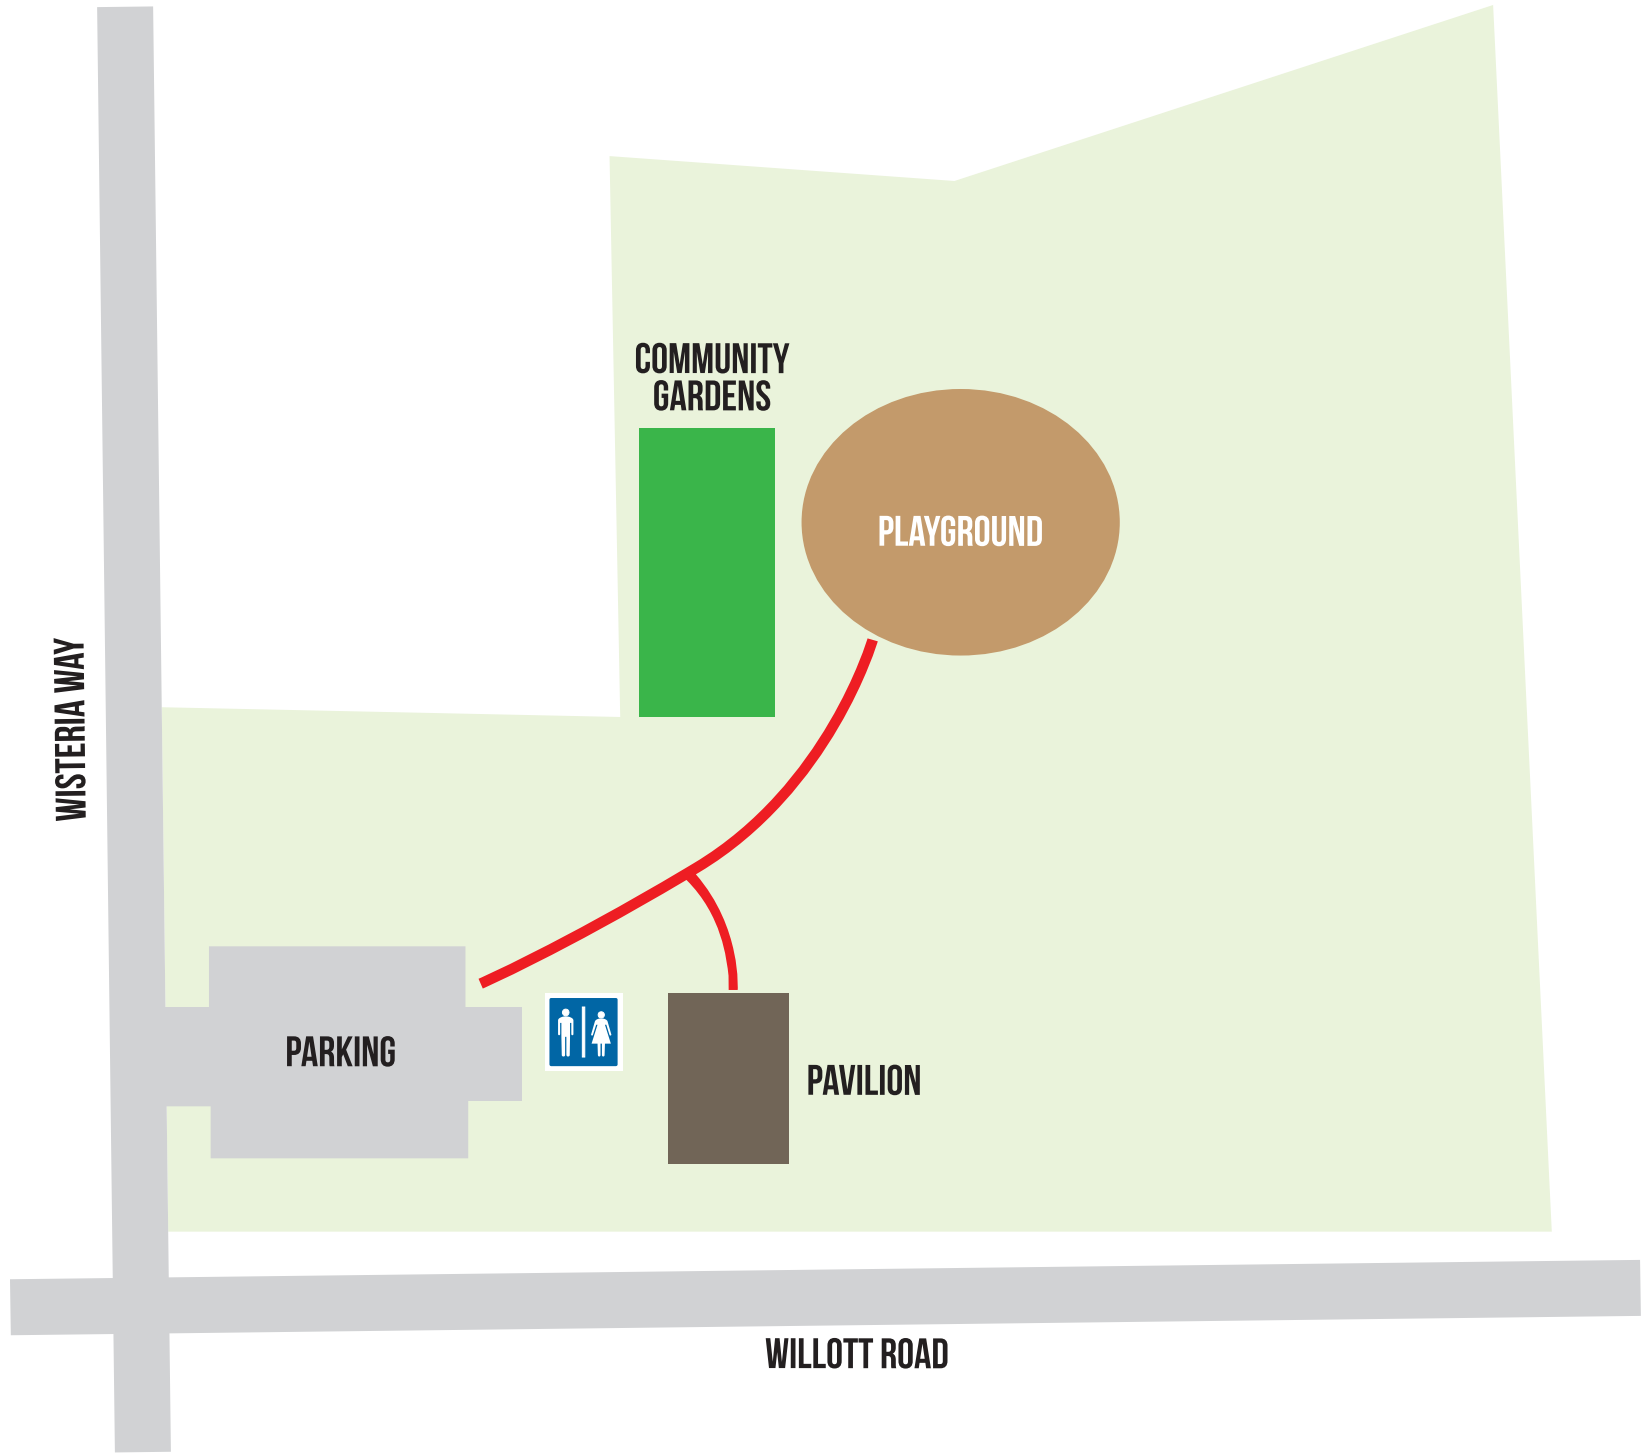 COMMUNITY
GARDENS
PLAYGROUND
WISTERIA WAY
PARKING
PAVILION
WILLOTT ROAD